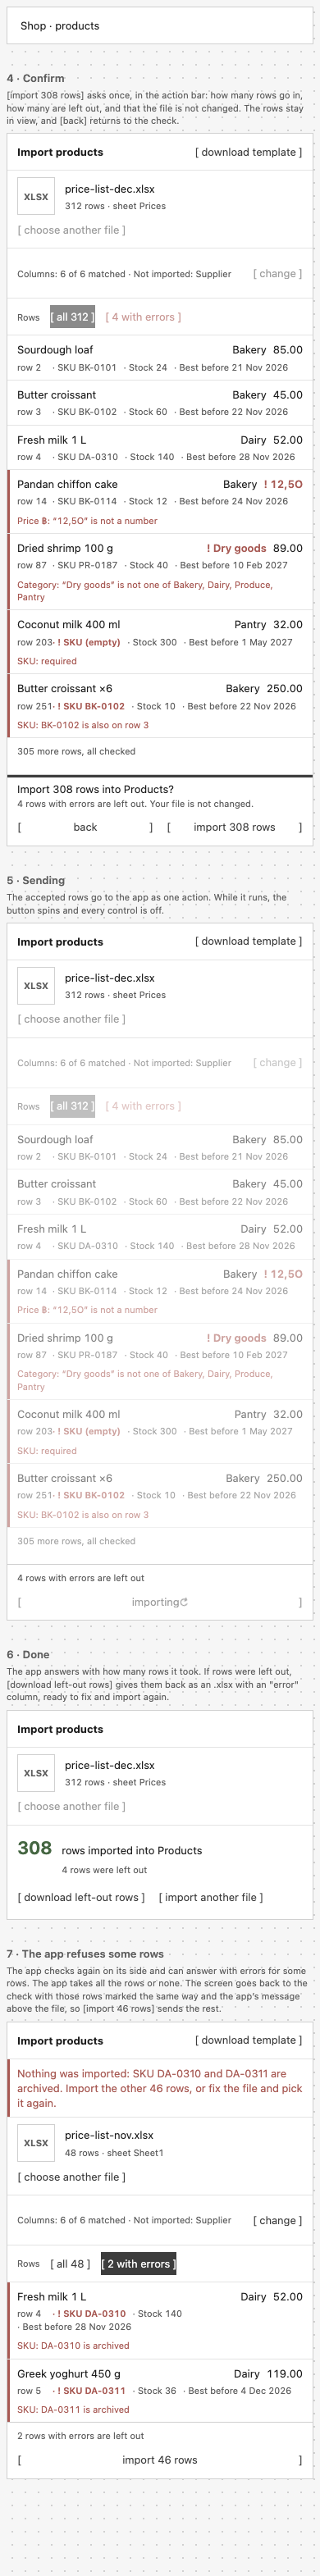 Shop · products
4 · Confirm
[import 308 rows] asks once, in the action bar: how many rows go in,
how many are left out, and that the file is not changed. The rows stay
in view, and [back] returns to the check.
Import products [ download template ]
XLSX price-list-dec.xlsx
312 rows · sheet Prices
[ choose another file ]
Columns: 6 of 6 matched · Not imported: Supplier [ change ]
Rows [ all 312 ] [ 4 with errors ]
Sourdough loaf Bakery 85.00
row 2 · SKU BK-0101 · Stock 24 · Best before 21 Nov 2026
Butter croissant Bakery 45.00
row 3 · SKU BK-0102 · Stock 60 · Best before 22 Nov 2026
Fresh milk 1 L Dairy 52.00
row 4 · SKU DA-0310 · Stock 140 · Best before 28 Nov 2026
Pandan chiffon cake Bakery ! 12,5O
row 14 · SKU BK-0114 · Stock 12 · Best before 24 Nov 2026
Price ฿: “12,5O” is not a number
Dried shrimp 100 g ! Dry goods 89.00
row 87 · SKU PR-0187 · Stock 40 · Best before 10 Feb 2027
Category: “Dry goods” is not one of Bakery, Dairy, Produce,
Pantry
Coconut milk 400 ml Pantry 32.00
row 203 · ! SKU (empty) · Stock 300 · Best before 1 May 2027
SKU: required
Butter croissant ×6 Bakery 250.00
row 251 · ! SKU BK-0102 · Stock 10 · Best before 22 Nov 2026
SKU: BK-0102 is also on row 3
305 more rows, all checked
Import 308 rows into Products?
4 rows with errors are left out. Your file is not changed.
[ back ] [ import 308 rows ]
5 · Sending
The accepted rows go to the app as one action. While it runs, the
button spins and every control is off.
Import products [ download template ]
XLSX price-list-dec.xlsx
312 rows · sheet Prices
[ choose another file ]
Columns: 6 of 6 matched · Not imported: Supplier [ change ]
Rows [ all 312 ] [ 4 with errors ]
Sourdough loaf Bakery 85.00
row 2 · SKU BK-0101 · Stock 24 · Best before 21 Nov 2026
Butter croissant Bakery 45.00
row 3 · SKU BK-0102 · Stock 60 · Best before 22 Nov 2026
Fresh milk 1 L Dairy 52.00
row 4 · SKU DA-0310 · Stock 140 · Best before 28 Nov 2026
Pandan chiffon cake Bakery ! 12,5O
row 14 · SKU BK-0114 · Stock 12 · Best before 24 Nov 2026
Price ฿: “12,5O” is not a number
Dried shrimp 100 g ! Dry goods 89.00
row 87 · SKU PR-0187 · Stock 40 · Best before 10 Feb 2027
Category: “Dry goods” is not one of Bakery, Dairy, Produce,
Pantry
Coconut milk 400 ml Pantry 32.00
row 203 · ! SKU (empty) · Stock 300 · Best before 1 May 2027
SKU: required
Butter croissant ×6 Bakery 250.00
row 251 · ! SKU BK-0102 · Stock 10 · Best before 22 Nov 2026
SKU: BK-0102 is also on row 3
305 more rows, all checked
4 rows with errors are left out
[ importing ]
6 · Done
The app answers with how many rows it took. If rows were left out,
[download left-out rows] gives them back as an .xlsx with an "error"
column, ready to fix and import again.
Import products
XLSX price-list-dec.xlsx
312 rows · sheet Prices
[ choose another file ]
308 rows imported into Products
4 rows were left out
[ download left-out rows ] [ import another file ]
7 · The app refuses some rows
The app checks again on its side and can answer with errors for some
rows. The app takes all the rows or none. The screen goes back to the
check with those rows marked the same way and the app's message
above the file, so [import 46 rows] sends the rest.
Import products [ download template ]
Nothing was imported: SKU DA-0310 and DA-0311 are
archived. Import the other 46 rows, or fix the file and pick
it again.
XLSX price-list-nov.xlsx
48 rows · sheet Sheet1
[ choose another file ]
Columns: 6 of 6 matched · Not imported: Supplier [ change ]
Rows [ all 48 ] [ 2 with errors ]
Fresh milk 1 L Dairy 52.00
row 4 · ! SKU DA-0310 · Stock 140
· Best before 28 Nov 2026
SKU: DA-0310 is archived
Greek yoghurt 450 g Dairy 119.00
row 5 · ! SKU DA-0311 · Stock 36 · Best before 4 Dec 2026
SKU: DA-0311 is archived
2 rows with errors are left out
[ import 46 rows ]